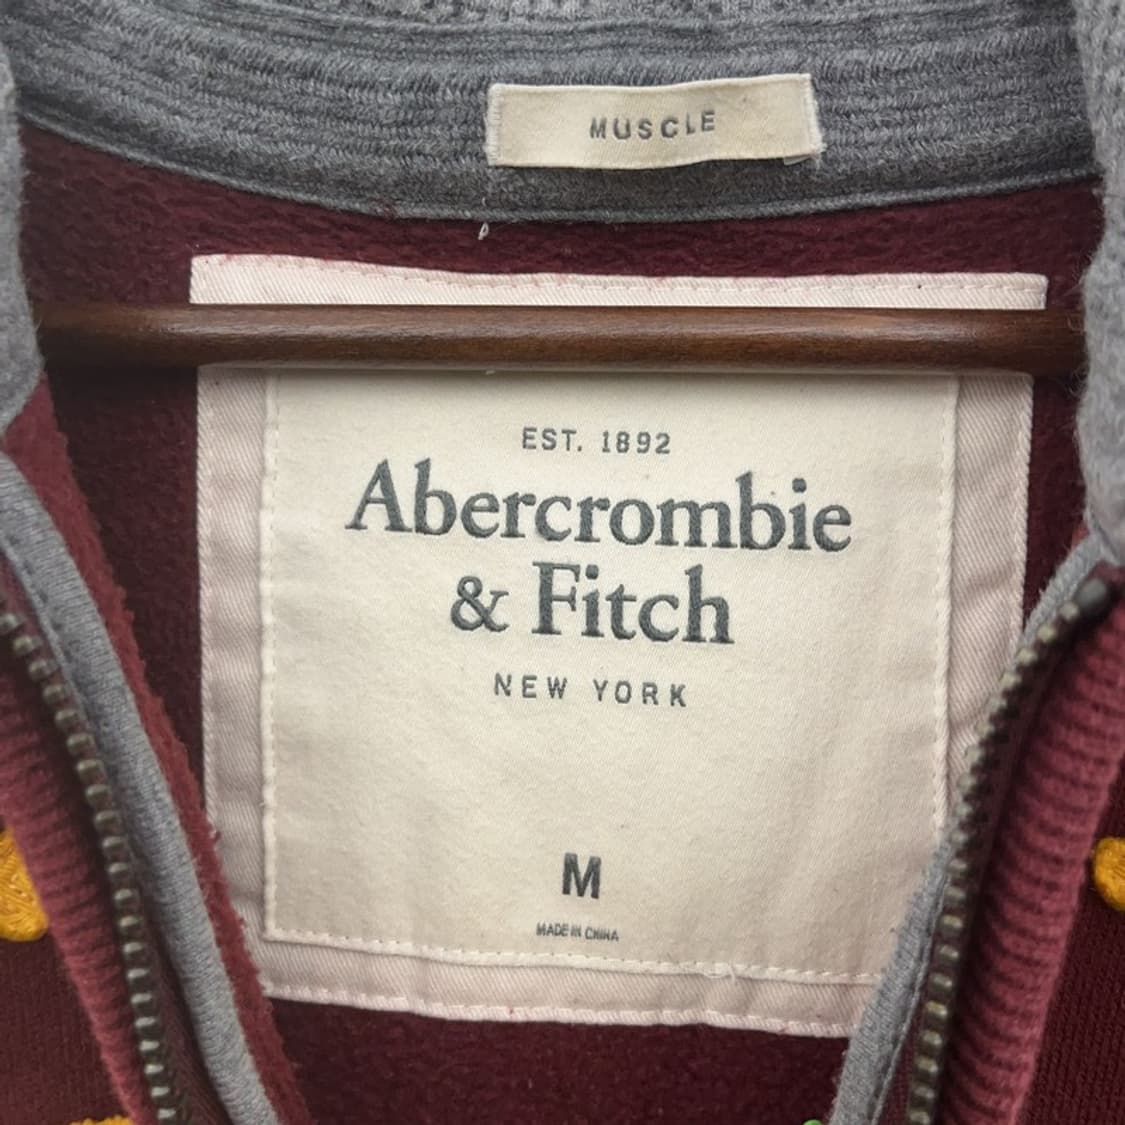 MUSCLE
EST. 1892
Abercrombie
& Fitch
NEW YORK
M
MADE IN CHINA